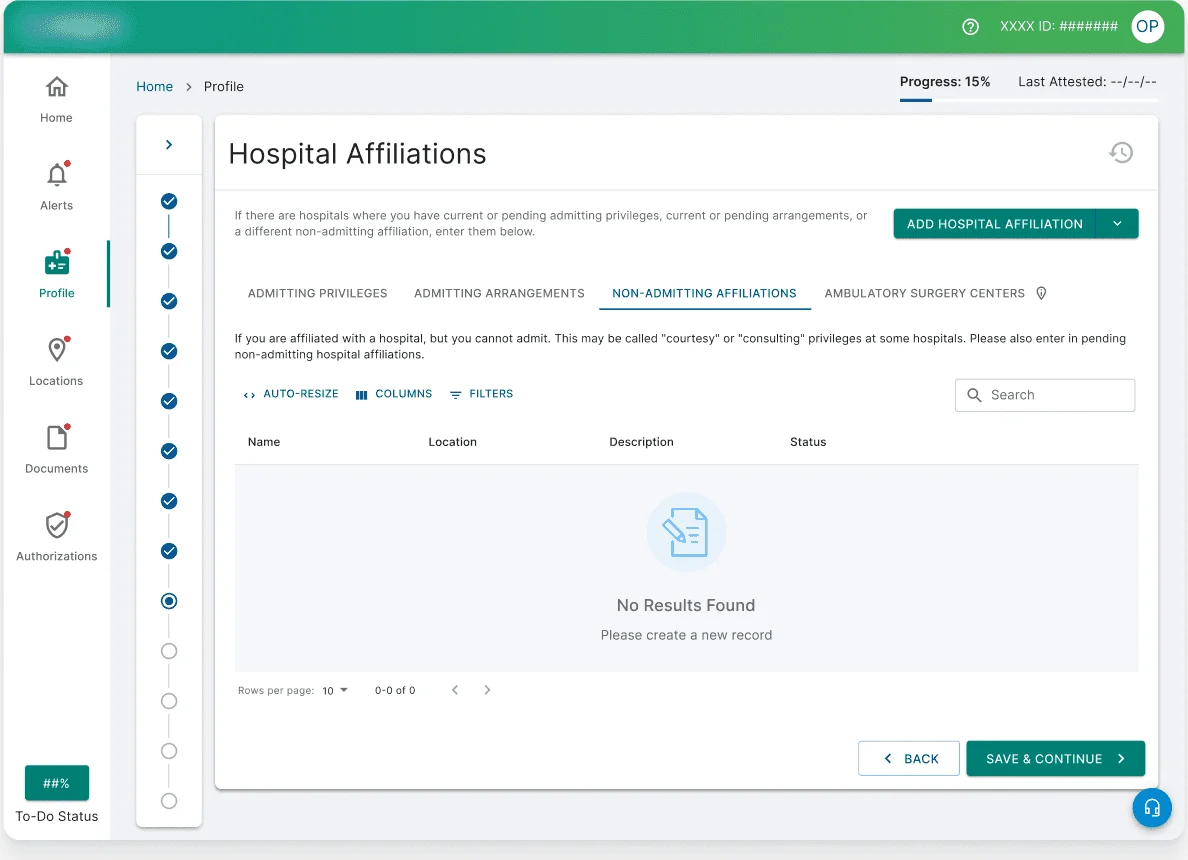 XXXX ID: #######
OP
Home
Alerts
Profile
Locations
Documents
Authorizations
##%
To-Do Status
Home > Profile
Progress: 15%
Last Attested: --/--/--
Hospital Affiliations
If there are hospitals where you have current or pending admitting privileges, current or pending arrangements, or
a different non-admitting affiliation, enter them below.
ADD HOSPITAL AFFILIATION
ADMITTING PRIVILEGES
ADMITTING ARRANGEMENTS
NON-ADMITTING AFFILIATIONS
AMBULATORY SURGERY CENTERS
If you are affiliated with a hospital, but you cannot admit. This may be called "courtesy" or "consulting" privileges at some hospitals. Please also enter in pending
non-admitting hospital affiliations.
AUTO-RESIZE
COLUMNS
FILTERS
Search
Name
Location
Description
Status
No Results Found
Please create a new record
Rows per page: 10
0-0 of 0
BACK
SAVE & CONTINUE